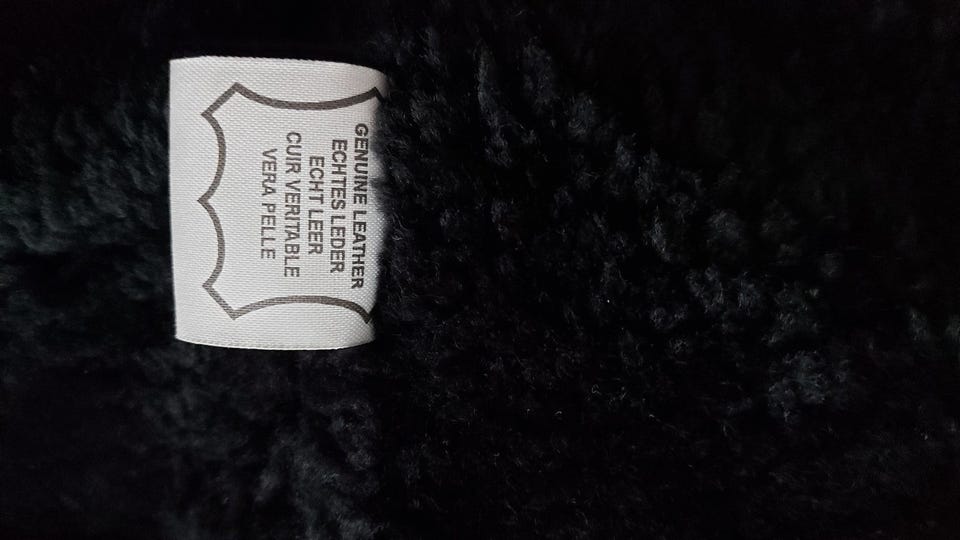 GENUINE LEATHER
ECHTES LEDER
ECHT LEER
CUIR VERITABLE
VERA PELLE